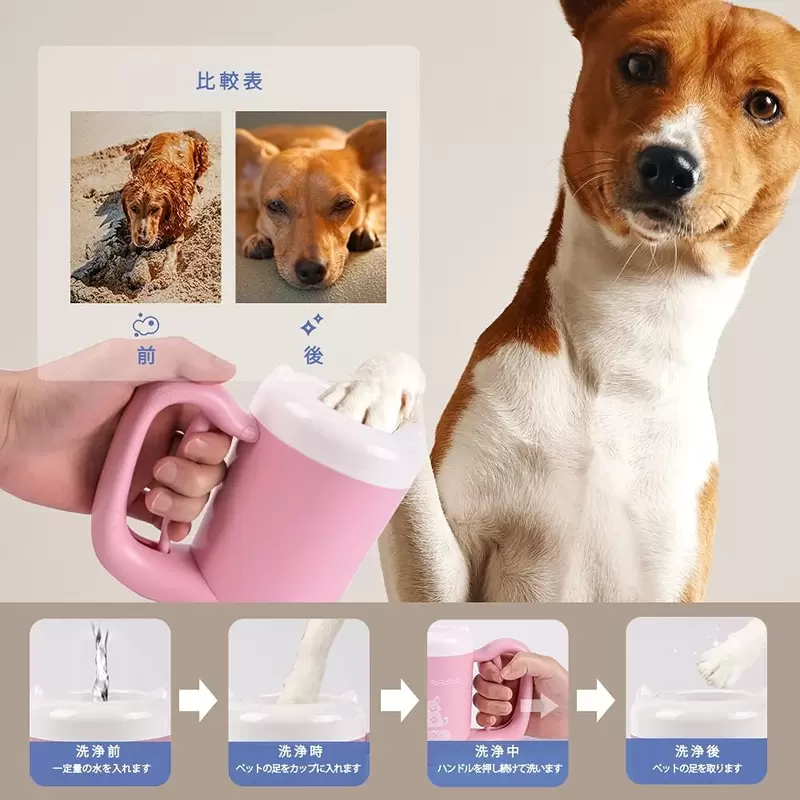 比較表
前
後
洗浄前
一定量の水を入れます
洗浄時
ペットの足をカップに入れます
洗浄中
ハンドルを押し続けて洗います
洗浄後
ペットの足を取ります